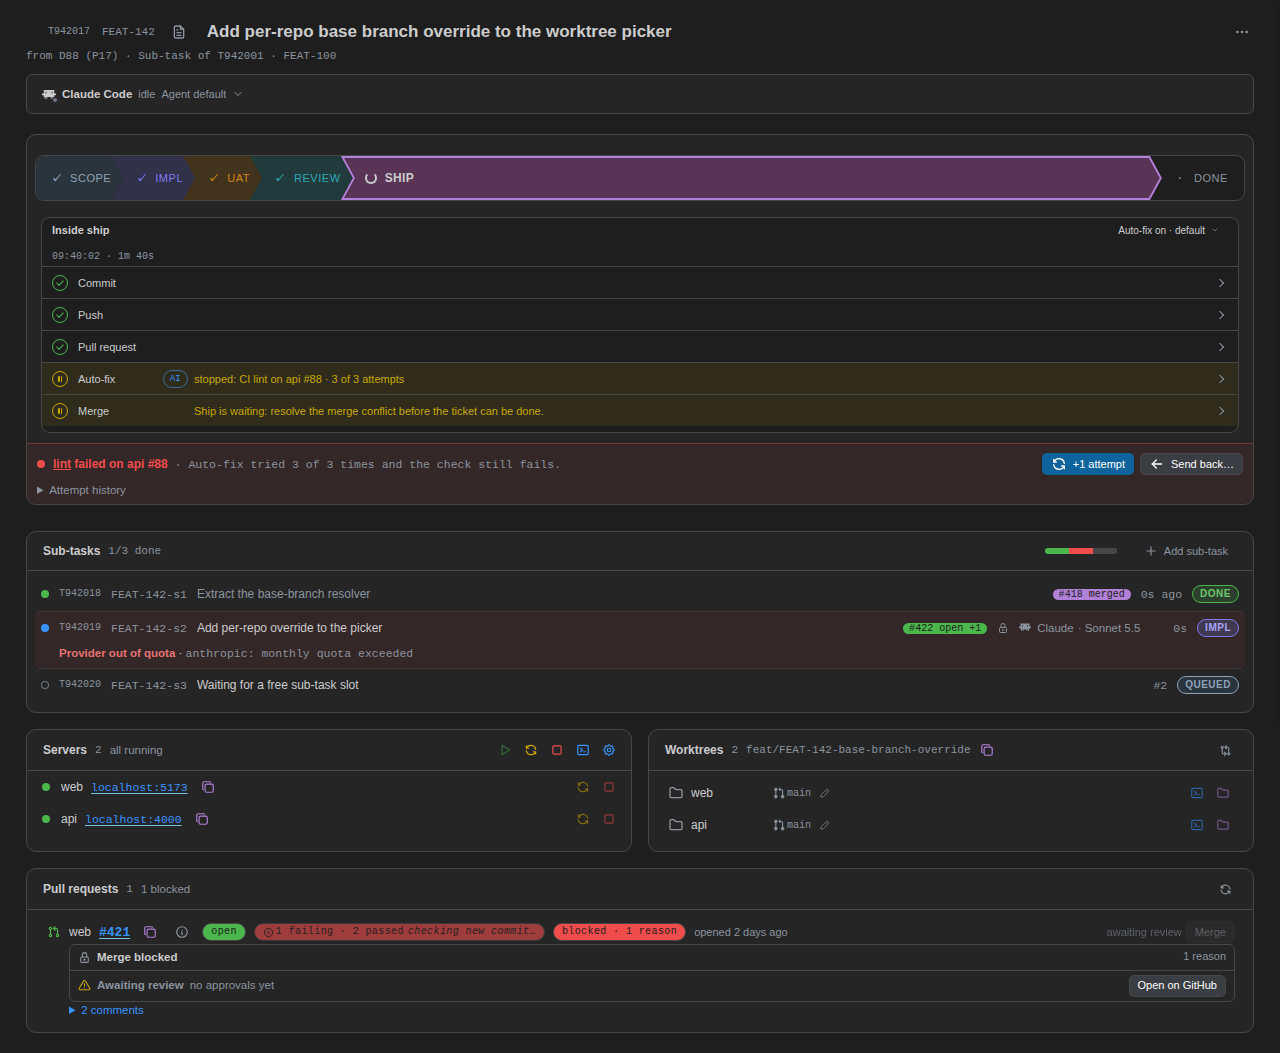 T942017 FEAT-142 Add per-repo base branch override to the worktree picker
from D88 (P17) · Sub-task of T942001 · FEAT-100
Claude Code idle Agent default
SCOPE IMPL UAT REVIEW SHIP DONE
Inside ship Auto-fix on · default
09:40:02 · 1m 40s
Commit
Push
Pull request
Auto-fix AI stopped: CI lint on api #88 · 3 of 3 attempts
Merge Ship is waiting: resolve the merge conflict before the ticket can be done.
lint failed on api #88 · Auto-fix tried 3 of 3 times and the check still fails. +1 attempt Send back…
Attempt history
Sub-tasks 1/3 done Add sub-task
T942018 FEAT-142-s1 Extract the base-branch resolver #418 merged 0s ago DONE
T942019 FEAT-142-s2 Add per-repo override to the picker #422 open +1 Claude · Sonnet 5.5 0s IMPL
Provider out of quota · anthropic: monthly quota exceeded
T942020 FEAT-142-s3 Waiting for a free sub-task slot #2 QUEUED
Servers 2 all running
web localhost:5173
api localhost:4000
Worktrees 2 feat/FEAT-142-base-branch-override
web main
api main
Pull requests 1 1 blocked
web #421 open 1 failing · 2 passed checking new commit… blocked · 1 reason opened 2 days ago awaiting review Merge
Merge blocked 1 reason
Awaiting review no approvals yet Open on GitHub
2 comments